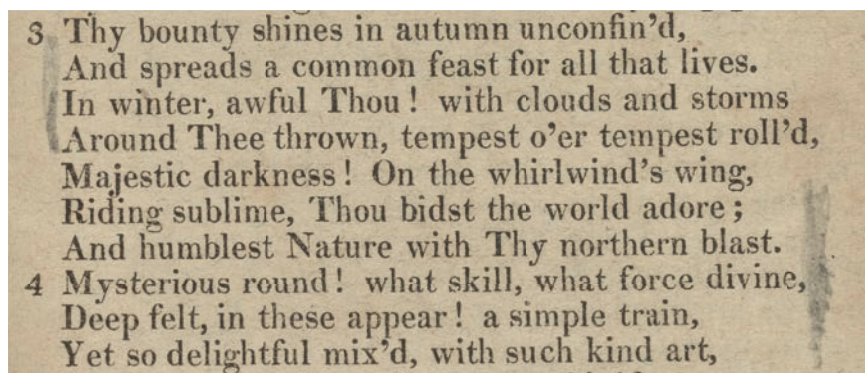 3 Thy bounty shines in autumn unconfin’d,
And spreads a common feast for all that lives.
In winter, awful Thou! with clouds and storms
Around Thee thrown, tempest o’er tempest roll’d,
Majestic darkness! On the whirlwind’s wing,
Riding sublime, Thou bidst the world adore;
And humblest Nature with Thy northern blast.
4 Mysterious round! what skill, what force divine,
Deep felt, in these appear! a simple train,
Yet so delightful mix’d, with such kind art,